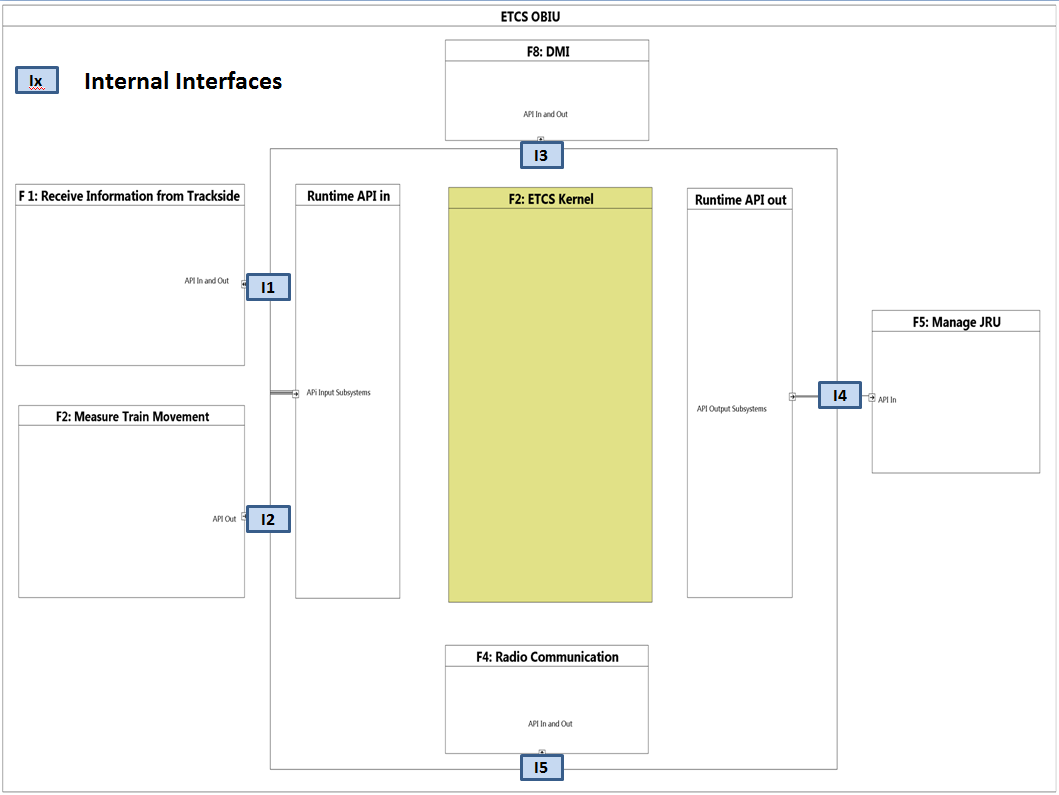 ETCS OBIU
Ix
Internal Interfaces
F8: DMI
API In and Out
I3
F 1: Receive Information from Trackside
API In and Out
I1
Runtime API in
APi Input Subsystems
F2: ETCS Kernel
Runtime API out
API Output Subsystems
I4
F5: Manage JRU
API In
F2: Measure Train Movement
API Out
I2
F4: Radio Communication
API In and Out
I5